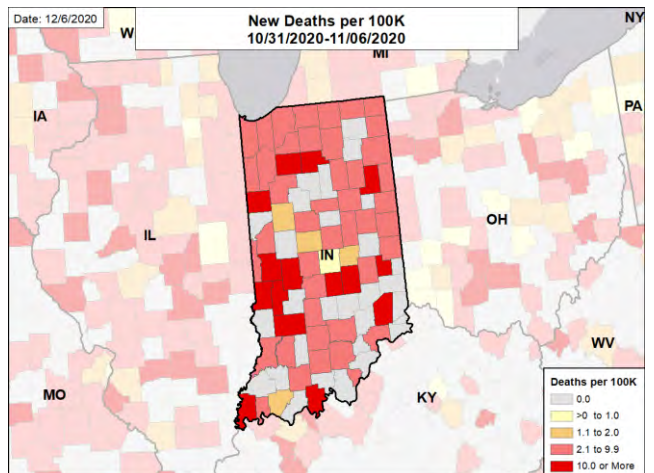 Date: 12/6/2020
New Deaths per 100K
10/31/2020-11/06/2020
NY
W
MI
IA
PA
IL
OH
IN
WV
MO
KY
Deaths per 100K
0.0
>0 to 1.0
1.1 to 2.0
2.1 to 9.9
10.0 or More